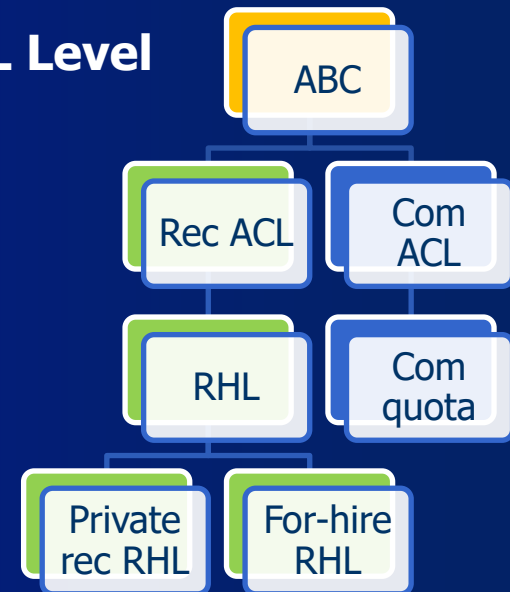 L Level
ABC
Rec ACL
Com
ACL
RHL
Com
quota
Private
rec RHL
For-hire
RHL